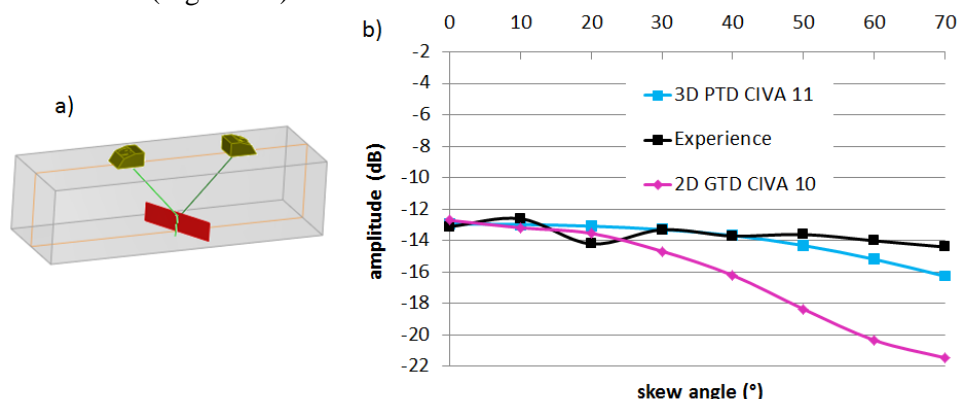 a)
b)
0 10 20 30 40 50 60 70
-2
-4
-6
-8
-10
-12
-14
-16
-18
-20
-22
amplitude (dB)
3D PTD CIVA 11
Experience
2D GTD CIVA 10
skew angle (°)